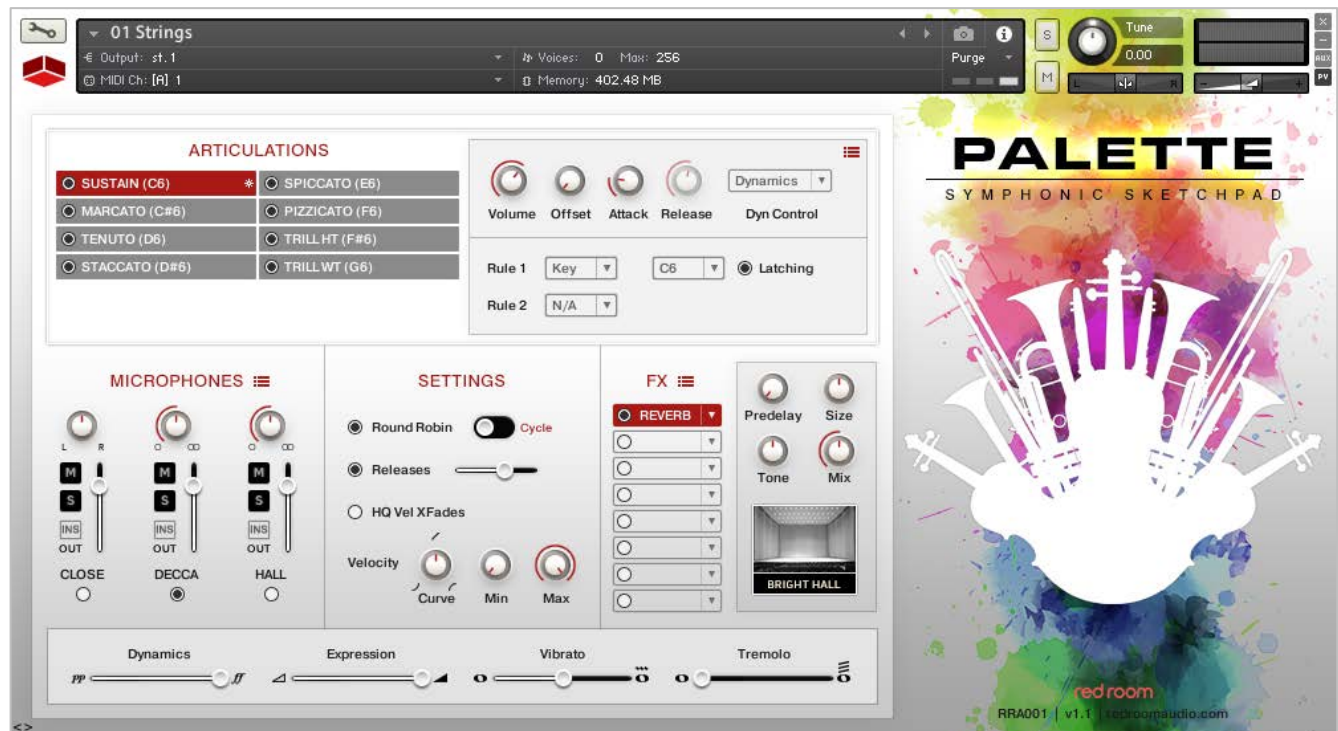 01 Strings
Output: st.1
Voices: 0 Max: 256
Purge
MIDI Ch: [A] 1
Memory: 402.48 MB
S
M
Tune
0.00
L R
- +
X
-
AUX
PV
ARTICULATIONS
SUSTAIN (C6) *
SPICCATO (E6)
MARCATO (C#6)
PIZZICATO (F6)
TENUTO (D6)
TRILL HT (F#6)
STACCATO (D#6)
TRILL WT (G6)
Volume Offset Attack Release
Dynamics
Dyn Control
Rule 1 Key C6 Latching
Rule 2 N/A
MICROPHONES
L R
M M M
S S S
INS INS INS
OUT OUT OUT
CLOSE DECCA HALL
SETTINGS
Round Robin Cycle
Releases
HQ Vel XFades
Velocity
Curve Min Max
FX
REVERB
Predelay Size
Tone Mix
BRIGHT HALL
Dynamics Expression Vibrato Tremolo
pp ff
PALETTE
SYMPHONIC SKETCHPAD
red room
RRA001 | v1.1 | redroomaudio.com
<>